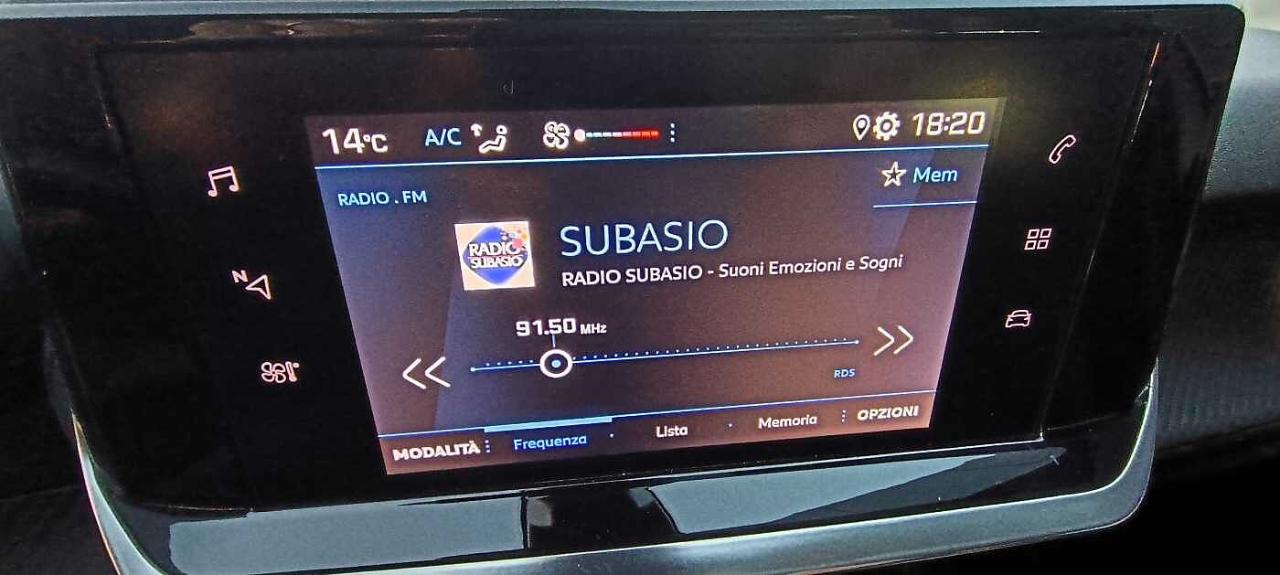 14°C A/C 18:20
Mem
RADIO . FM
RADIO SUBASIO
SUBASIO
RADIO SUBASIO - Suoni Emozioni e Sogni
N
91.50 MHz
RDS
MODALITÀ Frequenza Lista Memoria OPZIONI